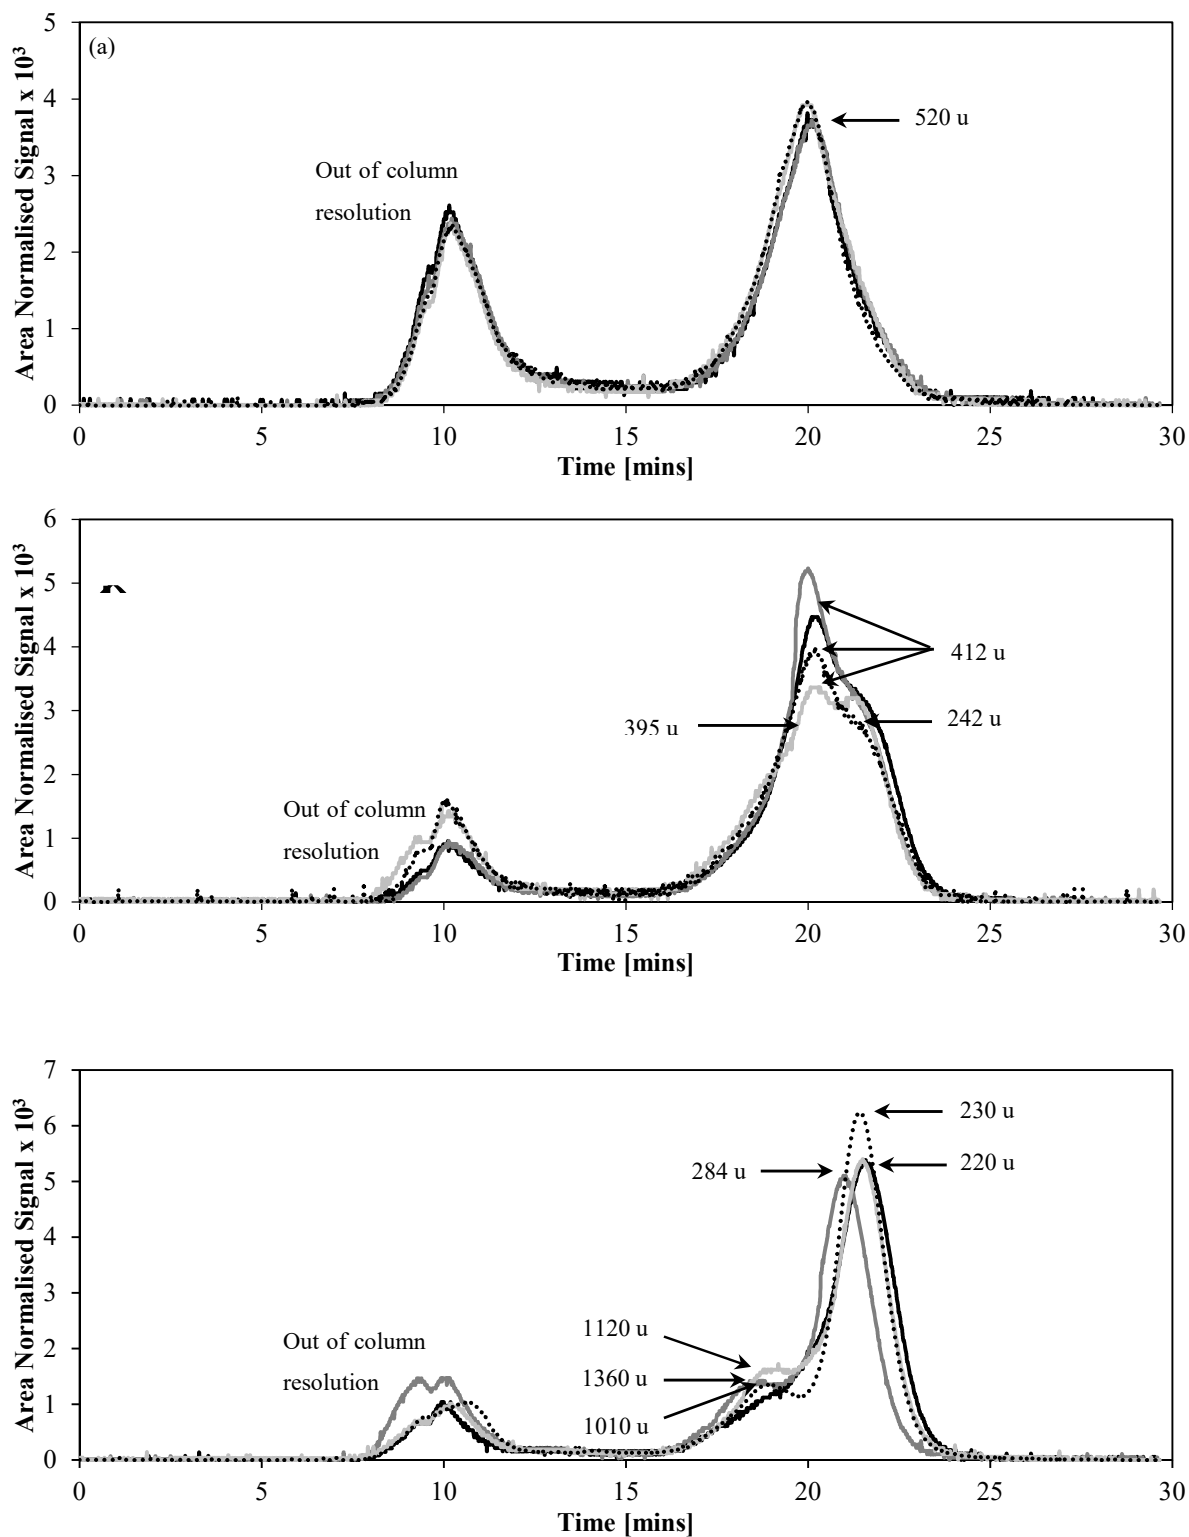 Area Normalised Signal x 10³
5
4
3
2
1
0
(a)
Out of column
resolution
520 u
0 5 10 15 20 25 30
Time [mins]
Area Normalised Signal x 10³
6
5
4
3
2
1
0
412 u
395 u
242 u
Out of column
resolution
0 5 10 15 20 25 30
Time [mins]
Area Normalised Signal x 10³
7
6
5
4
3
2
1
0
230 u
284 u
220 u
1120 u
Out of column
resolution
1360 u
1010 u
0 5 10 15 20 25 30
Time [mins]